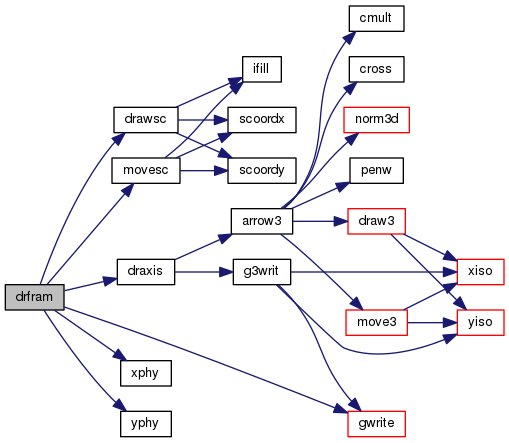 cmult
ifill
cross
drawsc
scoordx
norm3d
movesc
scoordy
penw
arrow3
draw3
draxis
g3writ
xiso
drfram
move3
yiso
xphy
yphy
gwrite